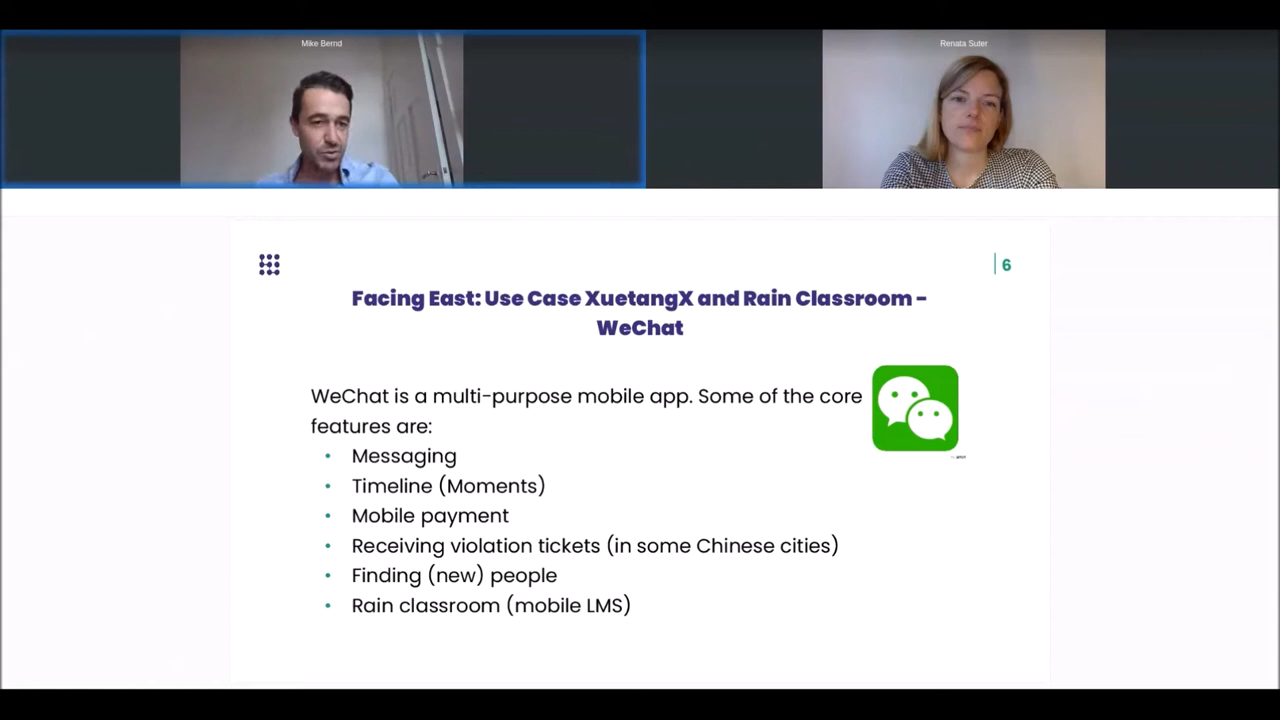 Mike Bernd
Renata Suter
6
Facing East: Use Case XuetangX and Rain Classroom -
WeChat
WeChat is a multi-purpose mobile app. Some of the core
features are:
• Messaging
• Timeline (Moments)
• Mobile payment
• Receiving violation tickets (in some Chinese cities)
• Finding (new) people
• Rain classroom (mobile LMS)